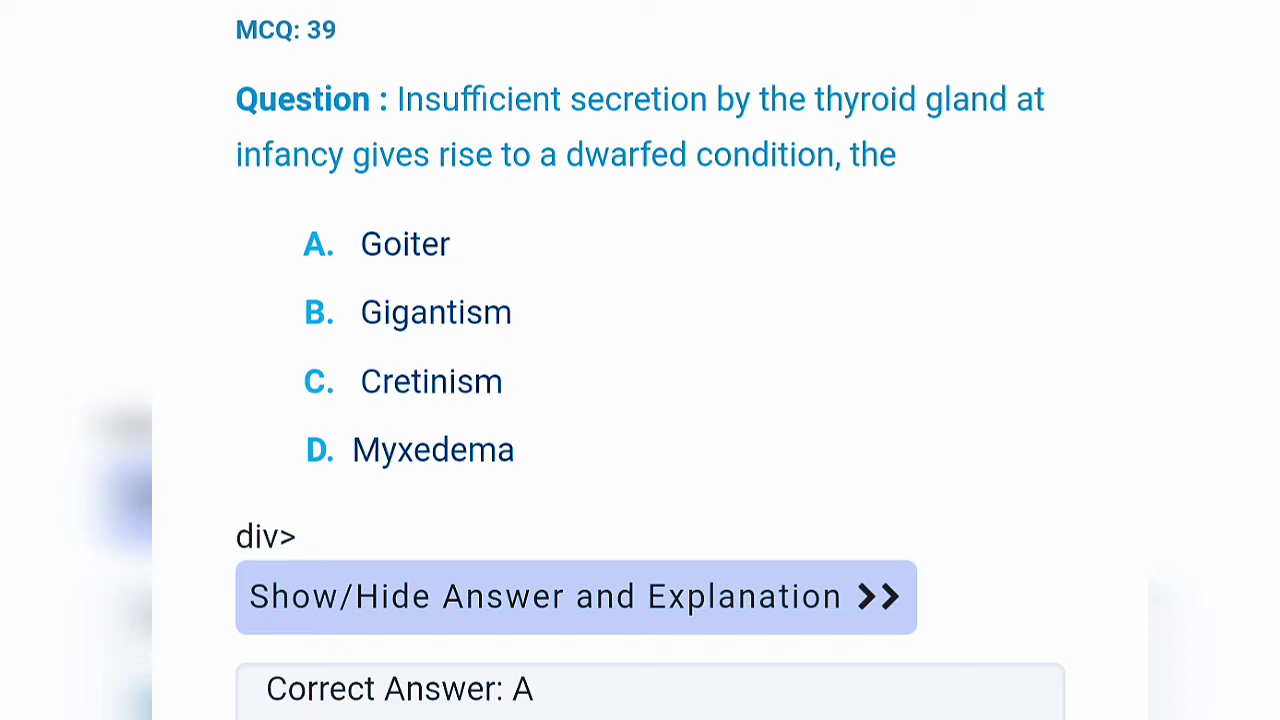 MCQ: 39
Question : Insufficient secretion by the thyroid gland at
infancy gives rise to a dwarfed condition, the
A. Goiter
B. Gigantism
C. Cretinism
D. Myxedema
div>
Show/Hide Answer and Explanation >>
Correct Answer: A